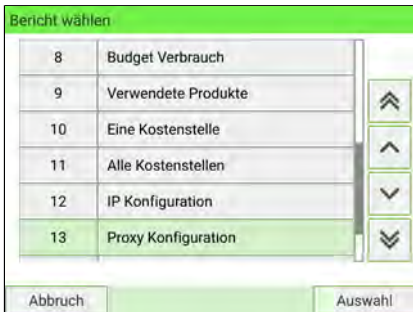 Bericht wählen
8 Budget Verbrauch
9 Verwendete Produkte
10 Eine Kostenstelle
11 Alle Kostenstellen
12 IP Konfiguration
13 Proxy Konfiguration
Abbruch Auswahl